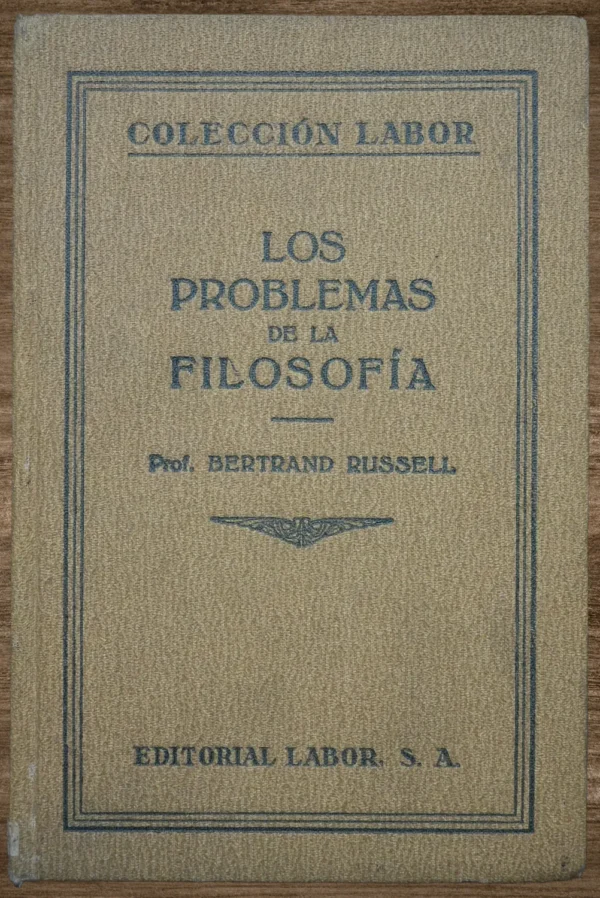 COLECCIÓN LABOR
LOS
PROBLEMAS
DE LA
FILOSOFÍA
Prof. BERTRAND RUSSELL
EDITORIAL LABOR, S. A.